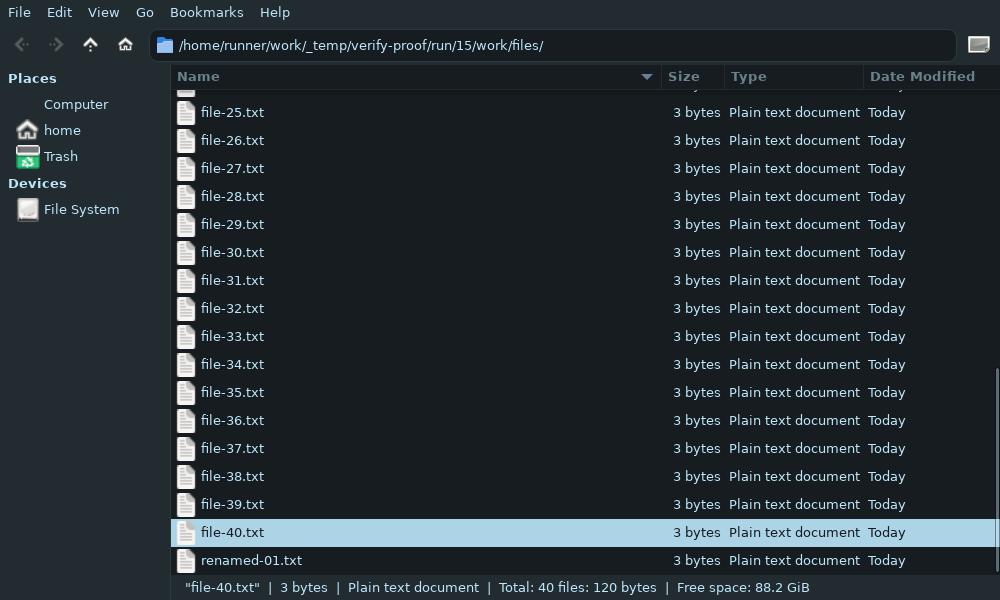 File Edit View Go Bookmarks Help
/home/runner/work/_temp/verify-proof/run/15/work/files/
Places
Computer
home
Trash
Devices
File System
Name Size Type Date Modified
file-25.txt 3 bytes Plain text document Today
file-26.txt 3 bytes Plain text document Today
file-27.txt 3 bytes Plain text document Today
file-28.txt 3 bytes Plain text document Today
file-29.txt 3 bytes Plain text document Today
file-30.txt 3 bytes Plain text document Today
file-31.txt 3 bytes Plain text document Today
file-32.txt 3 bytes Plain text document Today
file-33.txt 3 bytes Plain text document Today
file-34.txt 3 bytes Plain text document Today
file-35.txt 3 bytes Plain text document Today
file-36.txt 3 bytes Plain text document Today
file-37.txt 3 bytes Plain text document Today
file-38.txt 3 bytes Plain text document Today
file-39.txt 3 bytes Plain text document Today
file-40.txt 3 bytes Plain text document Today
renamed-01.txt 3 bytes Plain text document Today
"file-40.txt" | 3 bytes | Plain text document | Total: 40 files: 120 bytes | Free space: 88.2 GiB